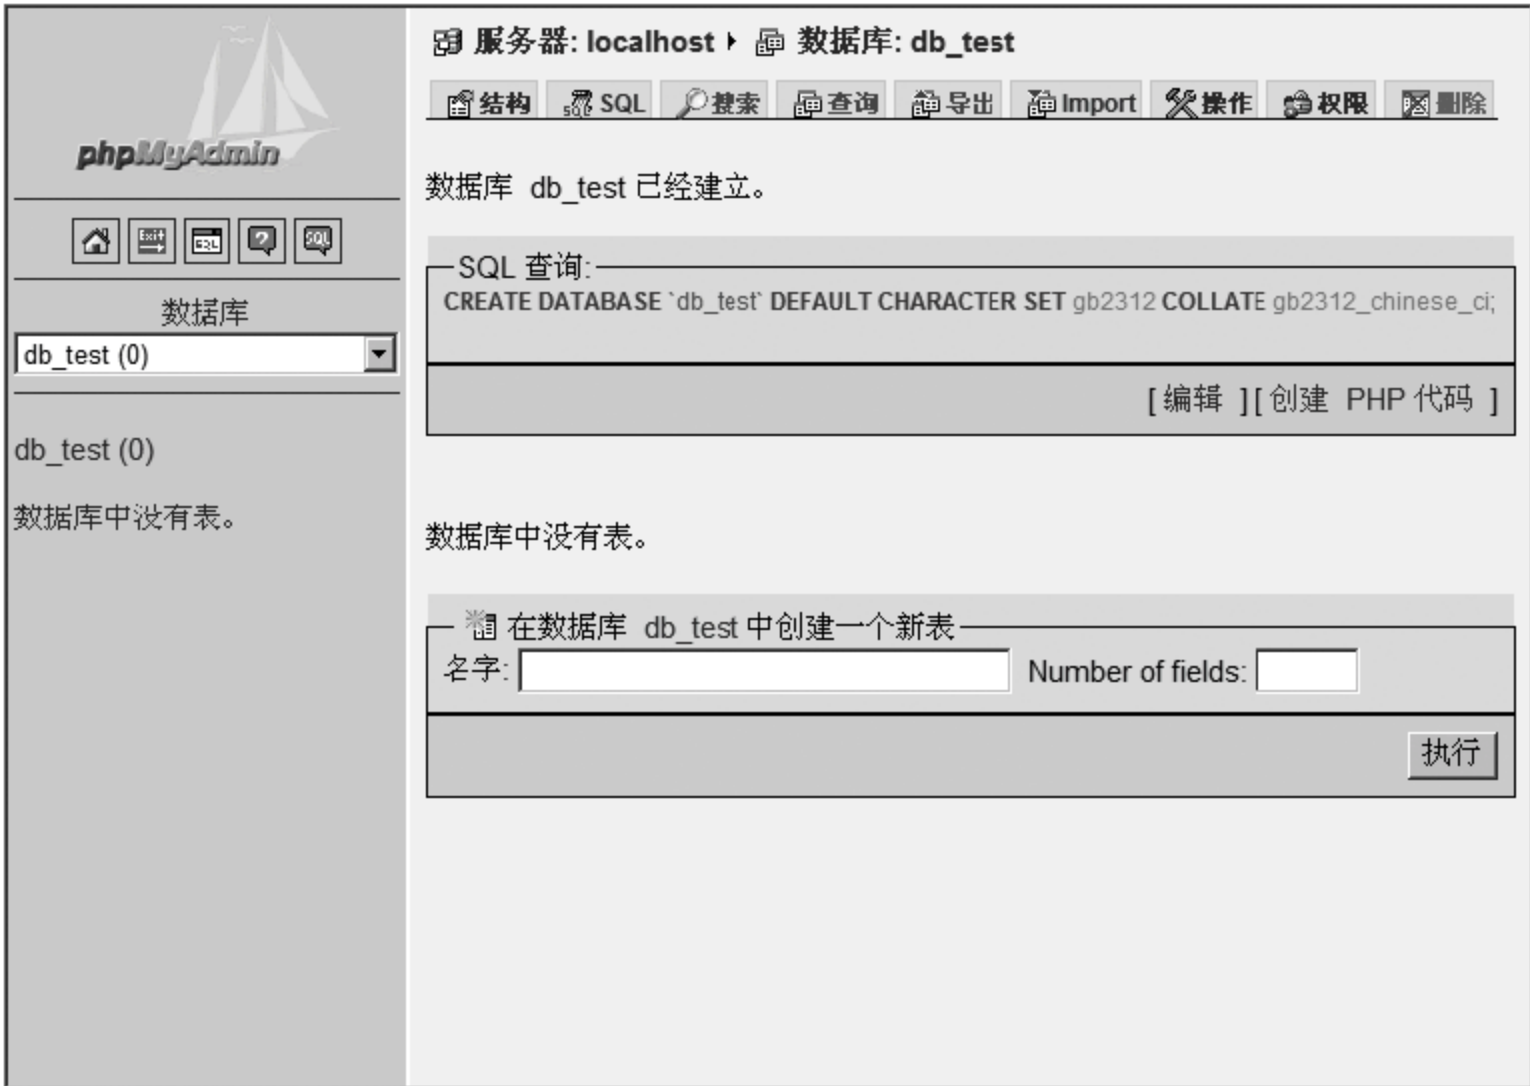 phpMyAdmin
Exit
SQL
?
SQL
数据库
db_test (0)
db_test (0)
数据库中没有表。
服务器: localhost 数据库: db_test
结构 SQL 搜索 查询 导出 Import 操作 权限 删除
数据库 db_test 已经建立。
SQL 查询:
CREATE DATABASE `db_test` DEFAULT CHARACTER SET gb2312 COLLATE gb2312_chinese_ci;
[ 编辑 ] [ 创建 PHP 代码 ]
数据库中没有表。
在数据库 db_test 中创建一个新表
名字: Number of fields:
执行